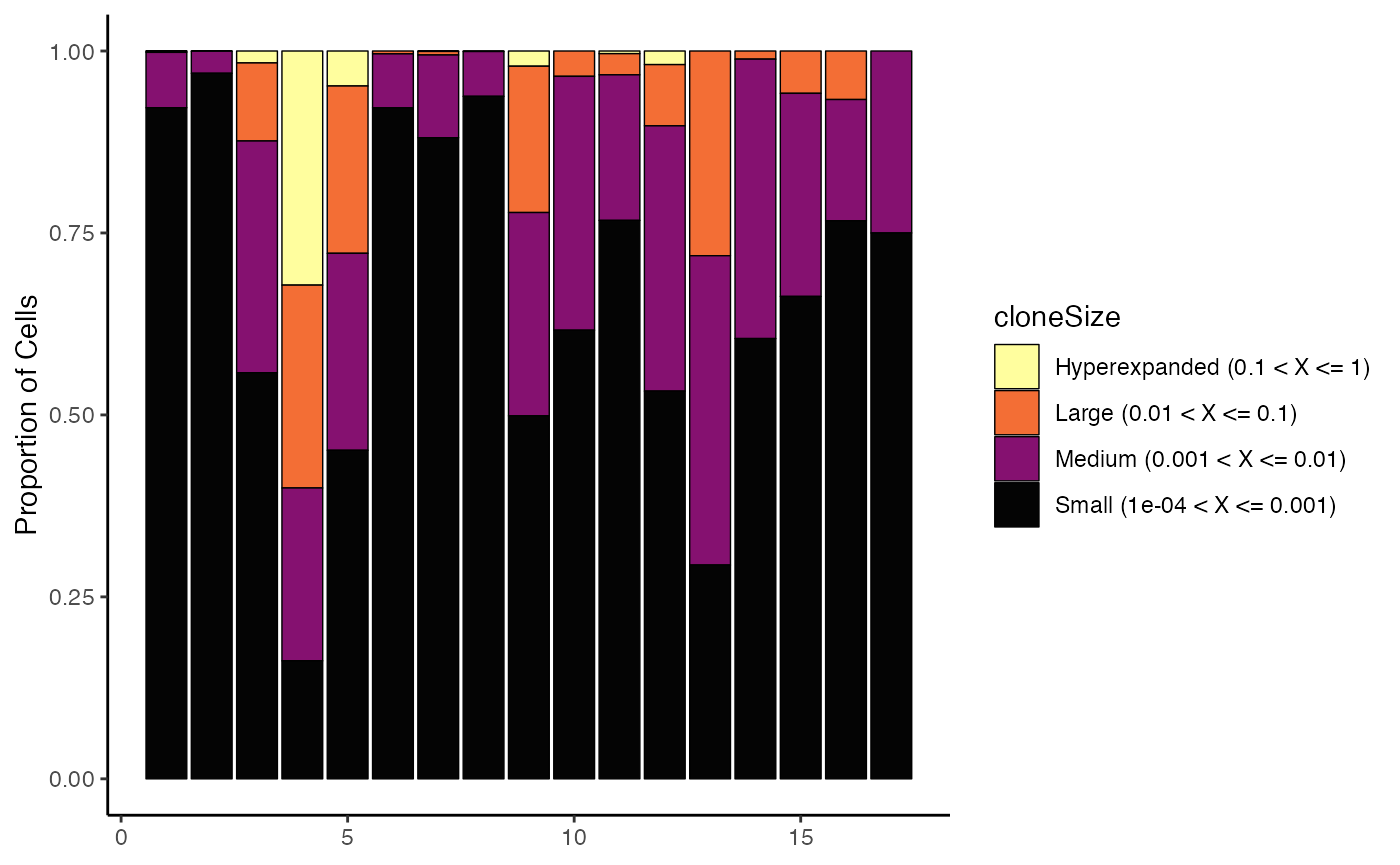 1.00
0.75
0.50
0.25
0.00
Proportion of Cells
0
5
10
15
cloneSize
Hyperexpanded (0.1 < X <= 1)
Large (0.01 < X <= 0.1)
Medium (0.001 < X <= 0.01)
Small (1e-04 < X <= 0.001)